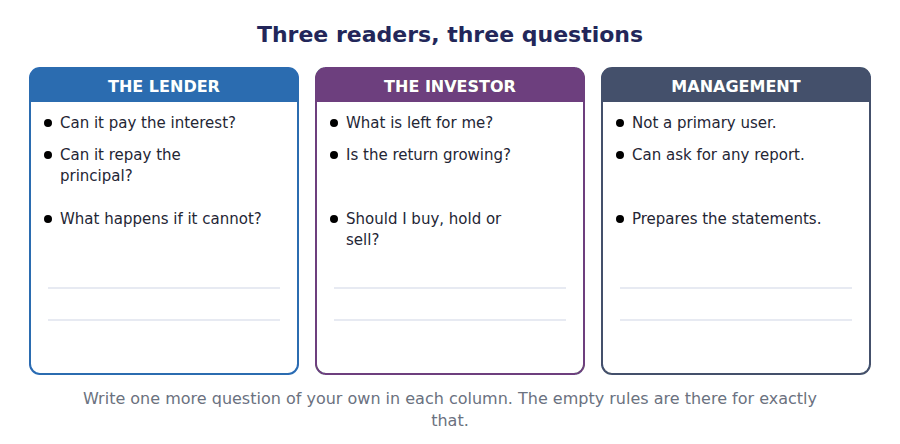 Three readers, three questions
THE LENDER
Can it pay the interest?
Can it repay the
principal?
What happens if it cannot?
THE INVESTOR
What is left for me?
Is the return growing?
Should I buy, hold or
sell?
MANAGEMENT
Not a primary user.
Can ask for any report.
Prepares the statements.
Write one more question of your own in each column. The empty rules are there for exactly
that.